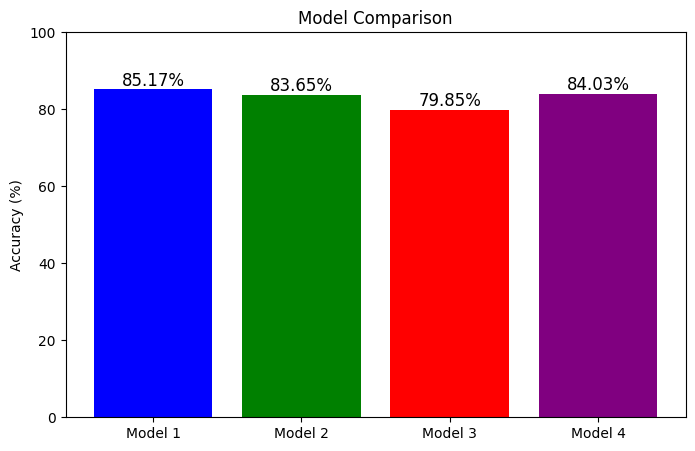 Model Comparison
100
80
60
40
20
0
Accuracy (%)
85.17%
83.65%
79.85%
84.03%
Model 1
Model 2
Model 3
Model 4